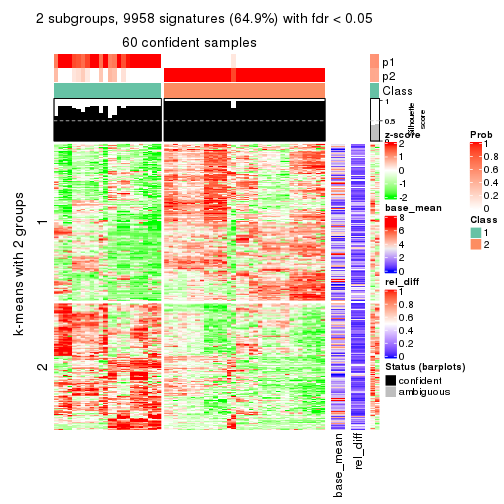 2 subgroups, 9958 signatures (64.9%) with fdr < 0.05
60 confident samples
p1
p2
Class
1
0.5
0
Silhouette
score
k-means with 2 groups
1
2
z-score
2
1
0
-1
-2
base_mean
8
6
4
2
0
rel_diff
1
0.8
0.6
0.4
0.2
0
Status (barplots)
confident
ambiguous
Prob
1
0.8
0.6
0.4
0.2
0
Class
1
2
base_mean
rel_diff